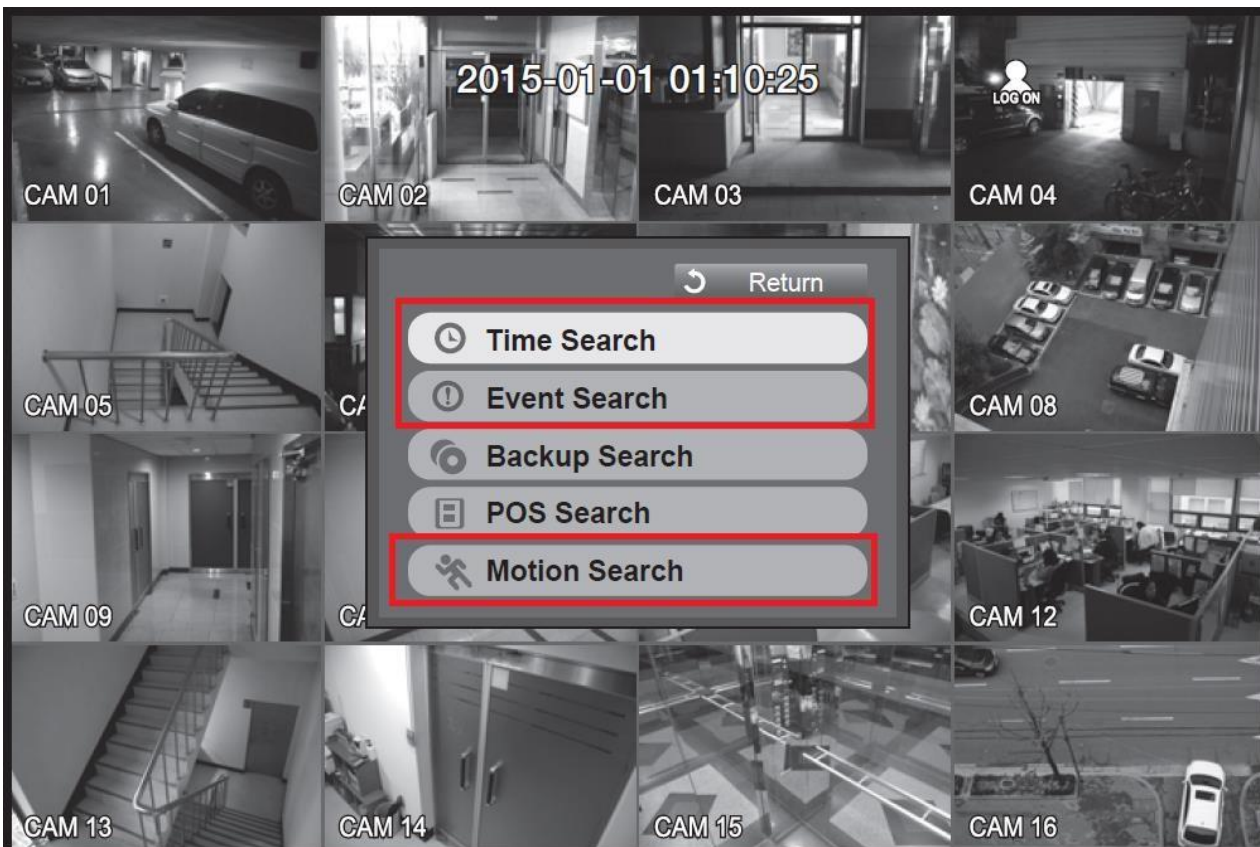 2015-01-01 01:10:25
LOG ON
CAM 01
CAM 02
CAM 03
CAM 04
Return
Time Search
Event Search
Backup Search
POS Search
Motion Search
CAM 05
CAM 08
CAM 09
CAM 12
CAM 13
CAM 14
CAM 15
CAM 16